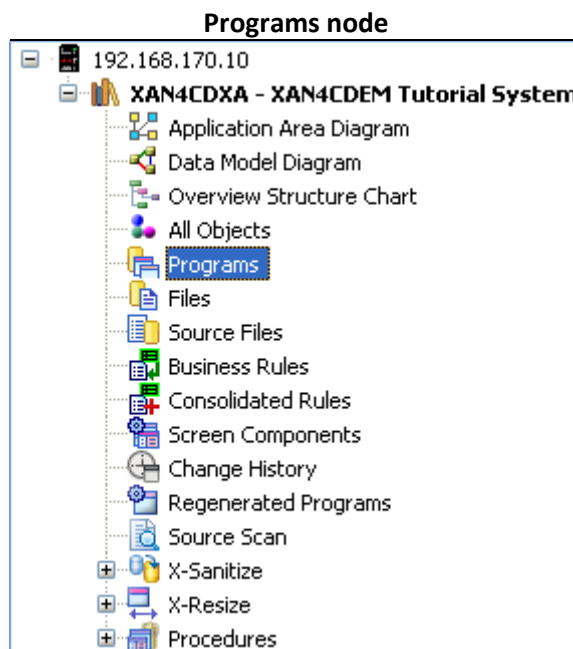 Programs node
192.168.170.10
XAN4CDXA - XAN4CDEM Tutorial System
Application Area Diagram
Data Model Diagram
Overview Structure Chart
All Objects
Programs
Files
Source Files
Business Rules
Consolidated Rules
Screen Components
Change History
Regenerated Programs
Source Scan
X-Sanitize
X-Resize
Procedures